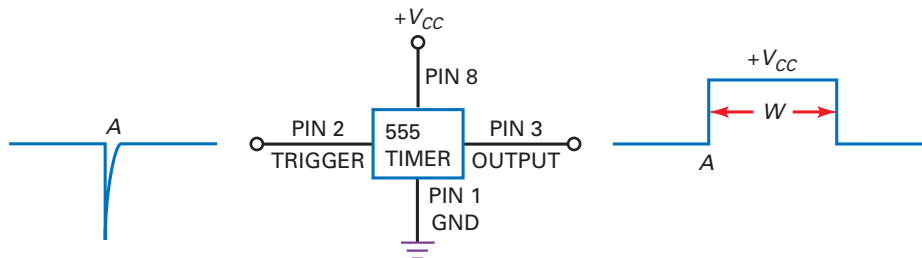 +VCC
PIN 8
+VCC
A
PIN 2
555
PIN 3
W
TRIGGER
TIMER
OUTPUT
A
PIN 1
GND